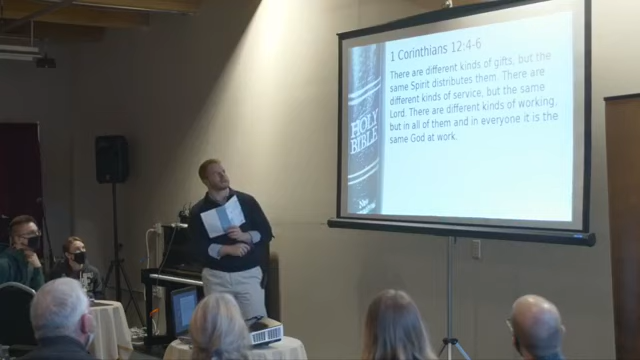 1 Corinthians 12:4-6
There are different kinds of gifts, but the
same Spirit distributes them. There are
different kinds of service, but the same
Lord. There are different kinds of working,
but in all of them and in everyone it is the
same God at work.
HOLY
BIBLE